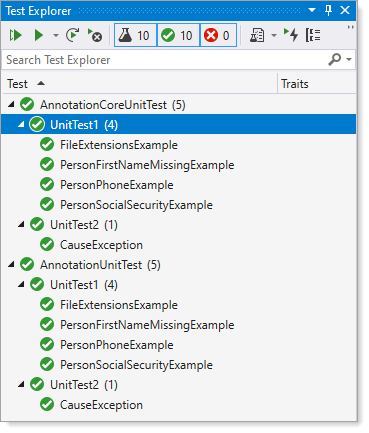 Test Explorer
10 10 0
Search Test Explorer
Test Traits
AnnotationCoreUnitTest (5)
UnitTest1 (4)
FileExtensionsExample
PersonFirstNameMissingExample
PersonPhoneExample
PersonSocialSecurityExample
UnitTest2 (1)
CauseException
AnnotationUnitTest (5)
UnitTest1 (4)
FileExtensionsExample
PersonFirstNameMissingExample
PersonPhoneExample
PersonSocialSecurityExample
UnitTest2 (1)
CauseException